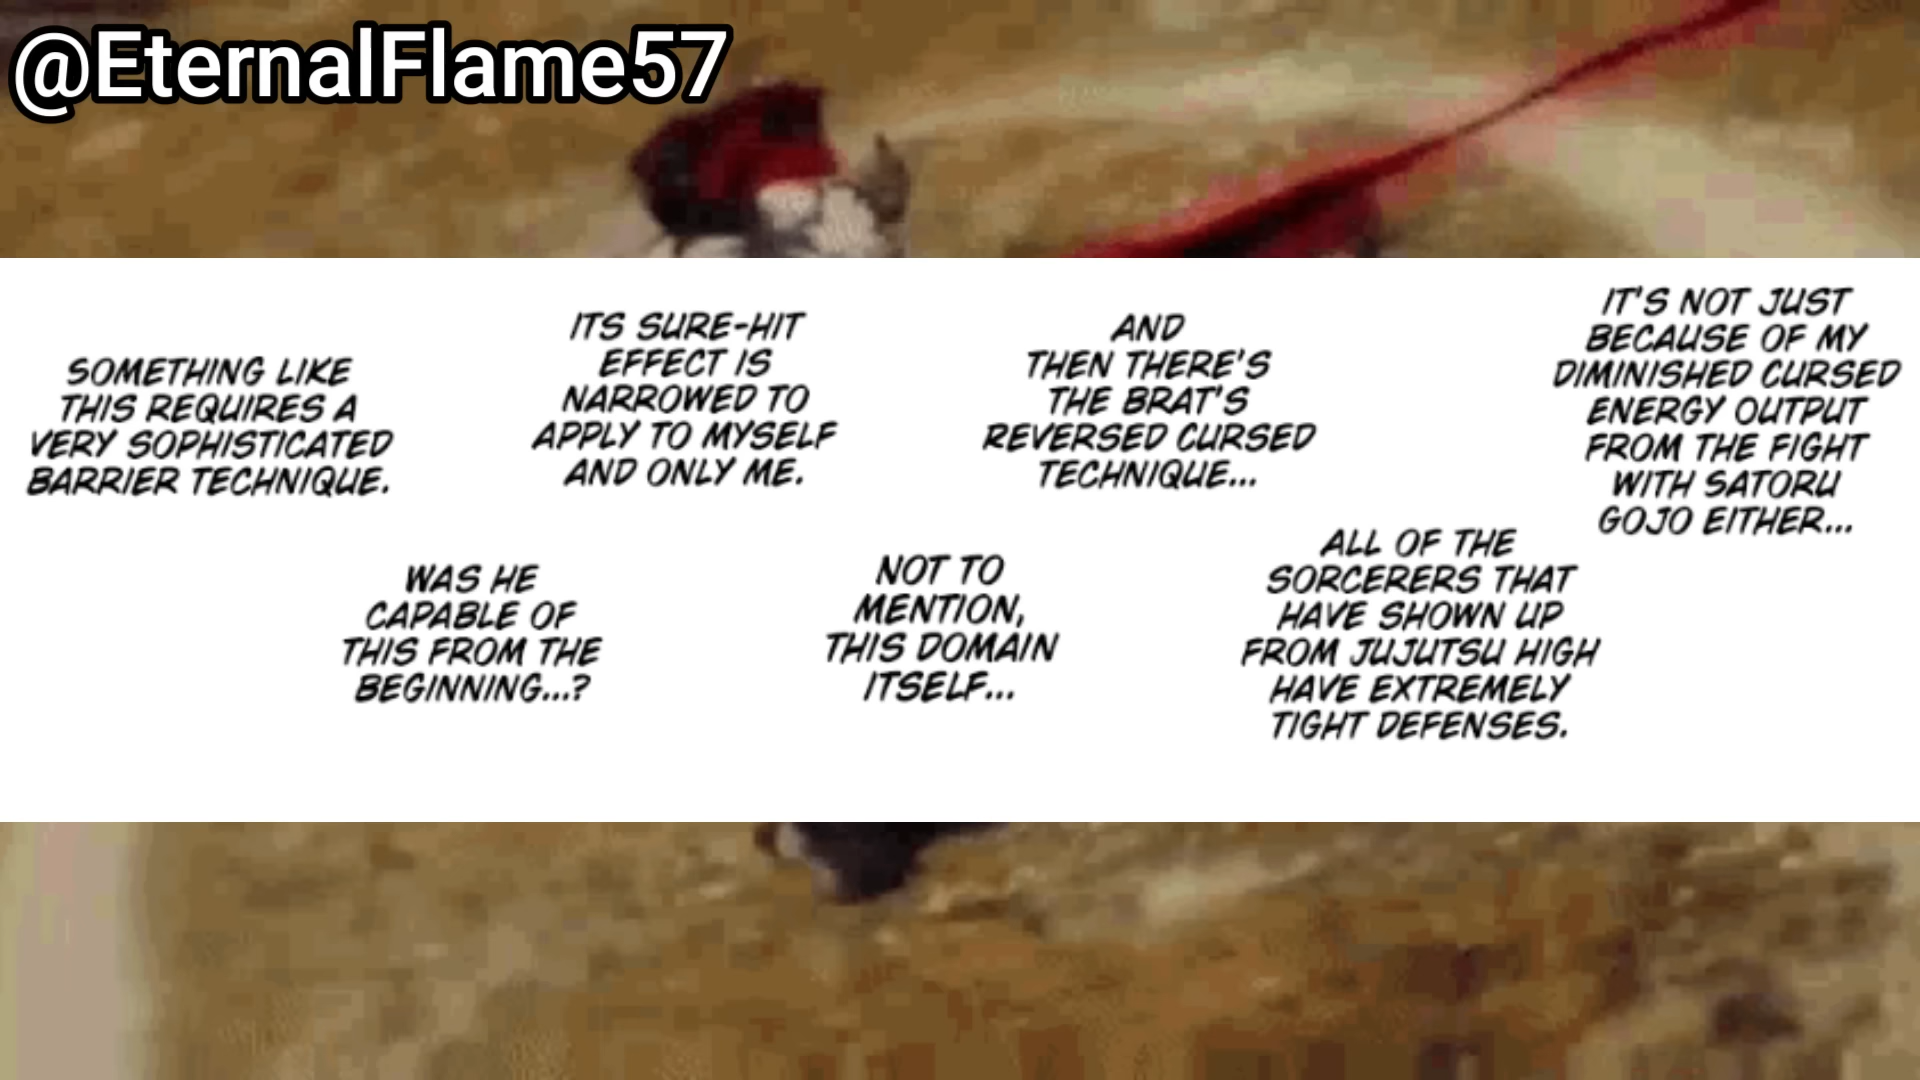 @EternalFlame57
IT'S NOT JUST
BECAUSE OF MY
DIMINISHED CURSED
ENERGY OUTPUT
FROM THE FIGHT
WITH SATORU
GOJO EITHER...
ALL OF THE
SORCERERS THAT
HAVE SHOWN UP
FROM JUJUTSU HIGH
HAVE EXTREMELY
TIGHT DEFENSES.
AND
THEN THERE'S
THE BRAT'S
REVERSED CURSED
TECHNIQUE...
NOT TO
MENTION,
THIS DOMAIN
ITSELF...
ITS SURE-HIT
EFFECT IS
NARROWED TO
APPLY TO MYSELF
AND ONLY ME.
WAS HE
CAPABLE OF
THIS FROM THE
BEGINNING...?
SOMETHING LIKE
THIS REQUIRES A
VERY SOPHISTICATED
BARRIER TECHNIQUE.